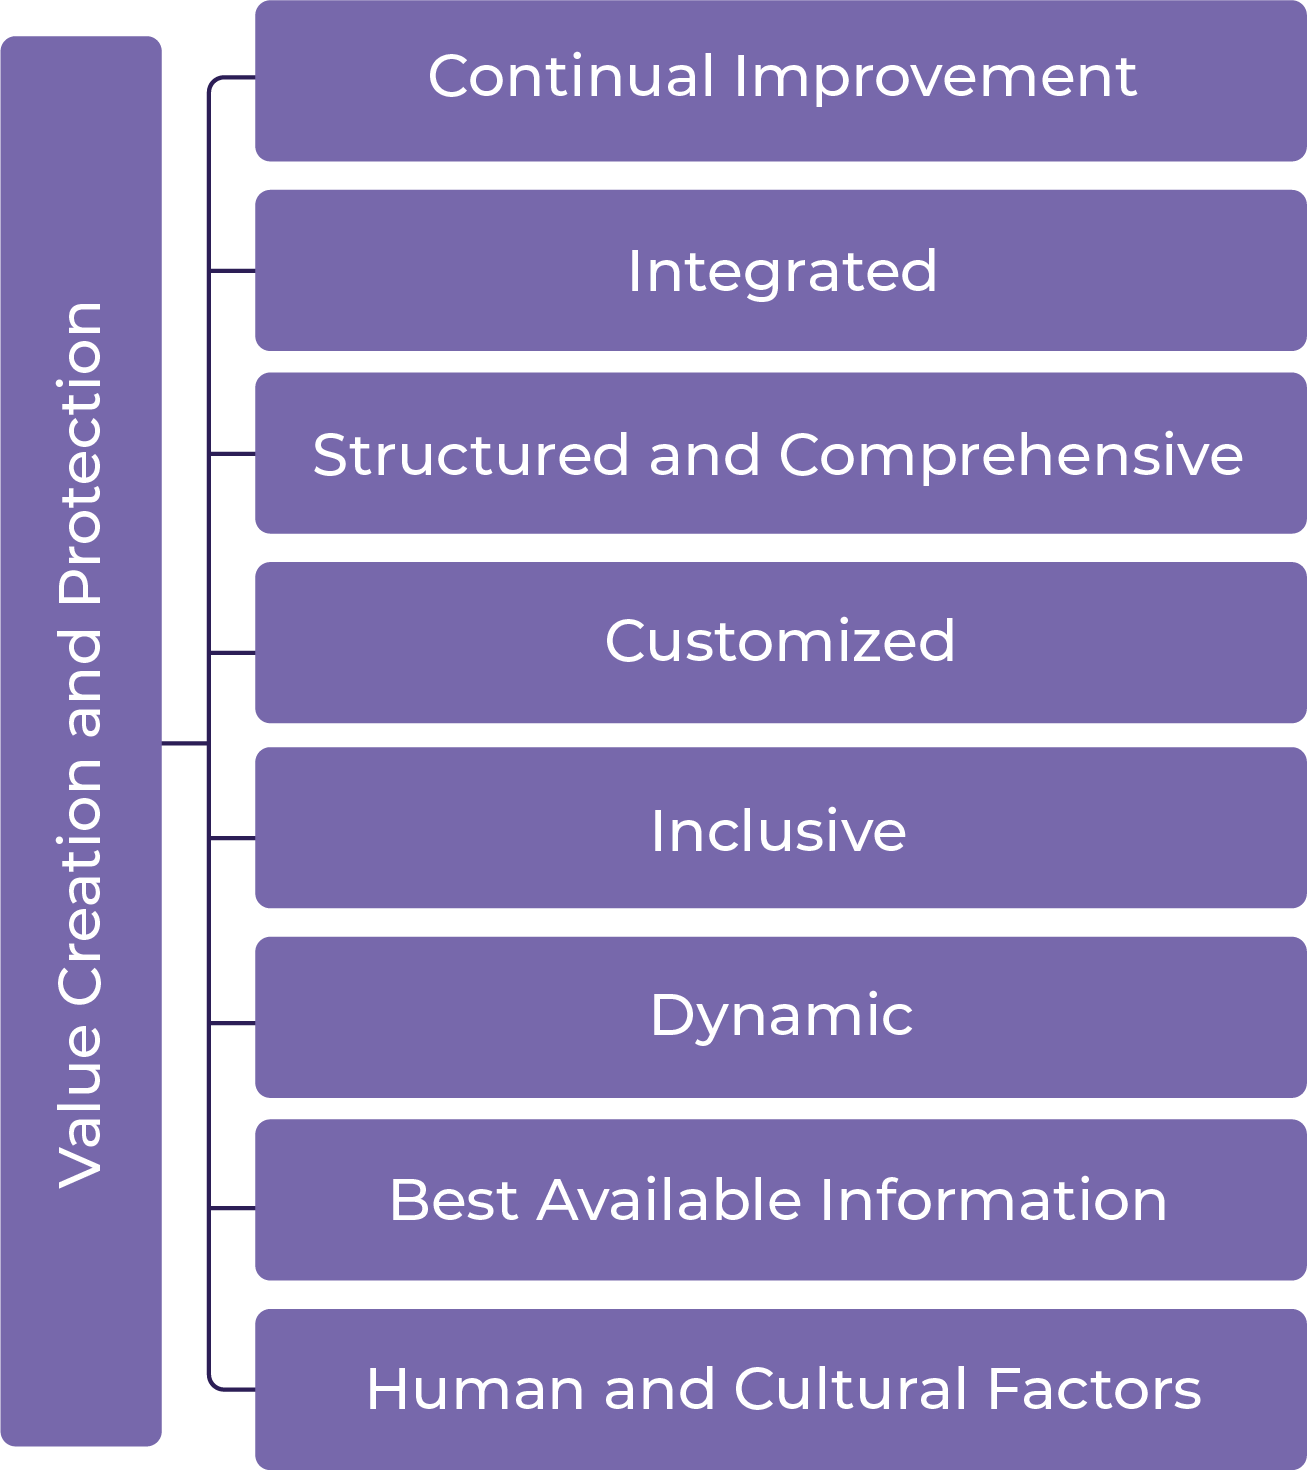 Value Creation and Protection
Continual Improvement
Integrated
Structured and Comprehensive
Customized
Inclusive
Dynamic
Best Available Information
Human and Cultural Factors